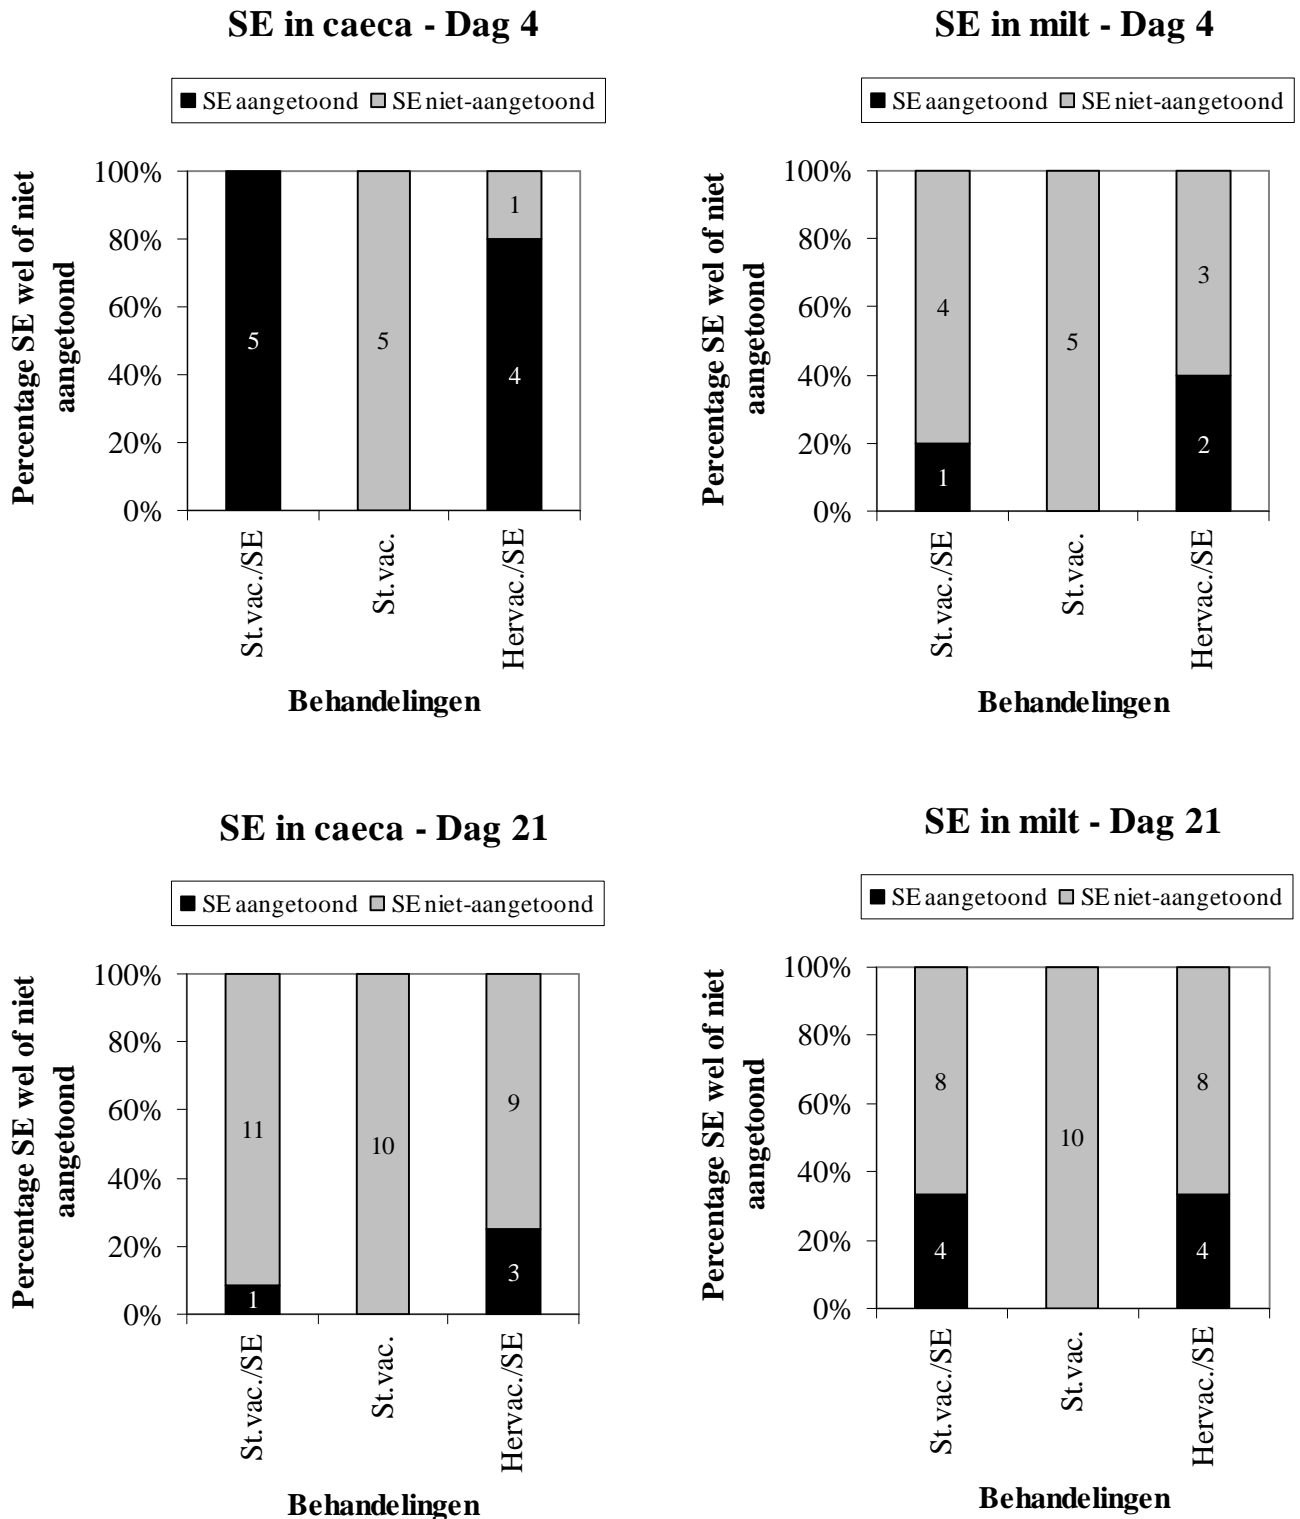 SE in caeca - Dag 4
SE aangetoond SE niet-aangetoond
Percentage SE wel of niet
aangetoond
100%
80%
60%
40%
20%
0%
5
5
1
4
St.vac./SE
St.vac.
Hervac./SE
Behandelingen
SE in milt - Dag 4
SE aangetoond SE niet-aangetoond
Percentage SE wel of niet
aangetoond
100%
80%
60%
40%
20%
0%
4
1
5
3
2
St.vac./SE
St.vac.
Hervac./SE
Behandelingen
SE in caeca - Dag 21
SE aangetoond SE niet-aangetoond
Percentage SE wel of niet
aangetoond
100%
80%
60%
40%
20%
0%
11
1
10
9
3
St.vac./SE
St.vac.
Hervac./SE
Behandelingen
SE in milt - Dag 21
SE aangetoond SE niet-aangetoond
Percentage SE wel of niet
aangetoond
100%
80%
60%
40%
20%
0%
8
4
10
8
4
St.vac./SE
St.vac.
Hervac./SE
Behandelingen